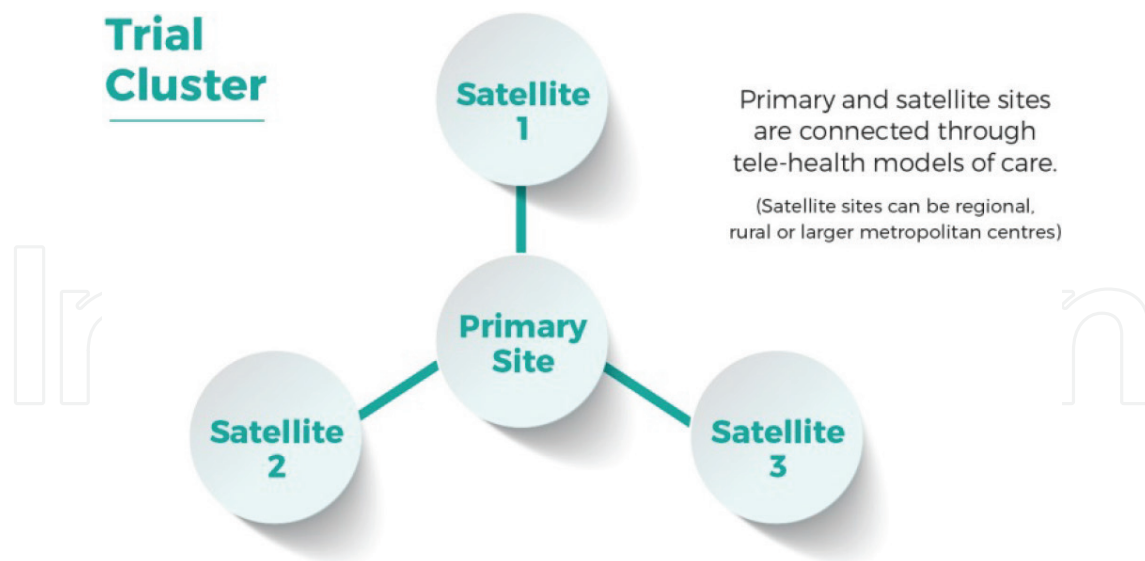 Trial
Cluster
Satellite
1
Primary and satellite sites
are connected through
tele-health models of care.
(Satellite sites can be regional,
rural or larger metropolitan centres)
Primary
Site
Satellite
2
Satellite
3